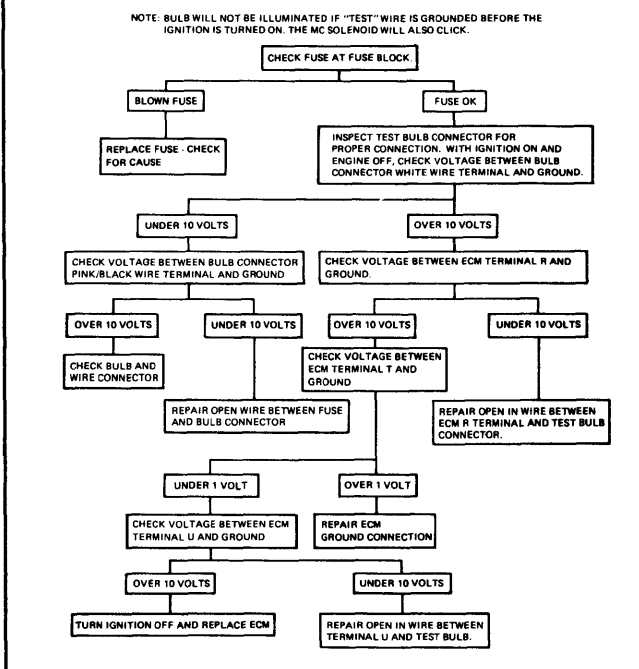 NOTE: BULB WILL NOT BE ILLUMINATED IF "TEST" WIRE IS GROUNDED BEFORE THE
IGNITION IS TURNED ON. THE MC SOLENOID WILL ALSO CLICK.
CHECK FUSE AT FUSE BLOCK.
BLOWN FUSE
FUSE OK
REPLACE FUSE - CHECK
FOR CAUSE
INSPECT TEST BULB CONNECTOR FOR
PROPER CONNECTION. WITH IGNITION ON AND
ENGINE OFF, CHECK VOLTAGE BETWEEN BULB
CONNECTOR WHITE WIRE TERMINAL AND GROUND.
UNDER 10 VOLTS
OVER 10 VOLTS
CHECK VOLTAGE BETWEEN BULB CONNECTOR
PINK/BLACK WIRE TERMINAL AND GROUND
CHECK VOLTAGE BETWEEN ECM TERMINAL R AND
GROUND.
OVER 10 VOLTS
UNDER 10 VOLTS
OVER 10 VOLTS
UNDER 10 VOLTS
CHECK BULB AND
WIRE CONNECTOR
CHECK VOLTAGE BETWEEN
ECM TERMINAL T AND
GROUND
REPAIR OPEN WIRE BETWEEN FUSE
AND BULB CONNECTOR
REPAIR OPEN IN WIRE BETWEEN
ECM R TERMINAL AND TEST BULB
CONNECTOR.
UNDER 1 VOLT
OVER 1 VOLT
CHECK VOLTAGE BETWEEN ECM
TERMINAL U AND GROUND
REPAIR ECM
GROUND CONNECTION
OVER 10 VOLTS
UNDER 10 VOLTS
TURN IGNITION OFF AND REPLACE ECM
REPAIR OPEN IN WIRE BETWEEN
TERMINAL U AND TEST BULB.